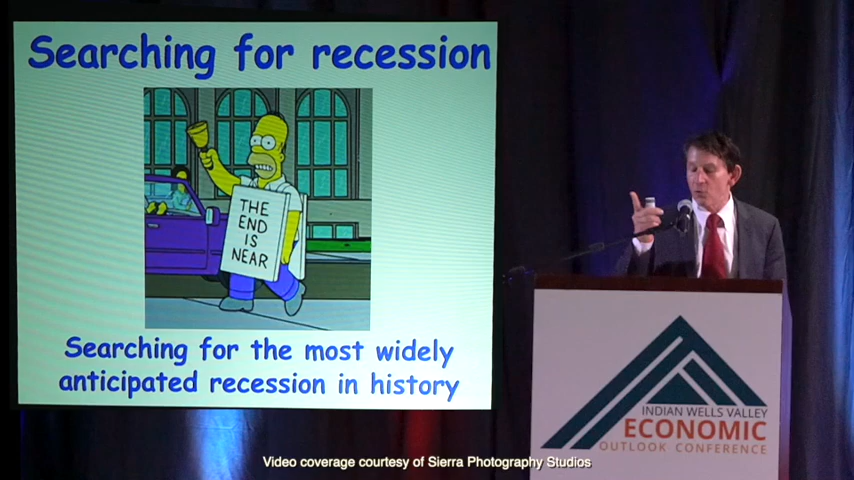 Searching for recession
THE
END
IS
NEAR
Searching for the most widely
anticipated recession in history
INDIAN WELLS VALLEY
ECONOMIC
OUTLOOK CONFERENCE
Video coverage courtesy of Sierra Photography Studios